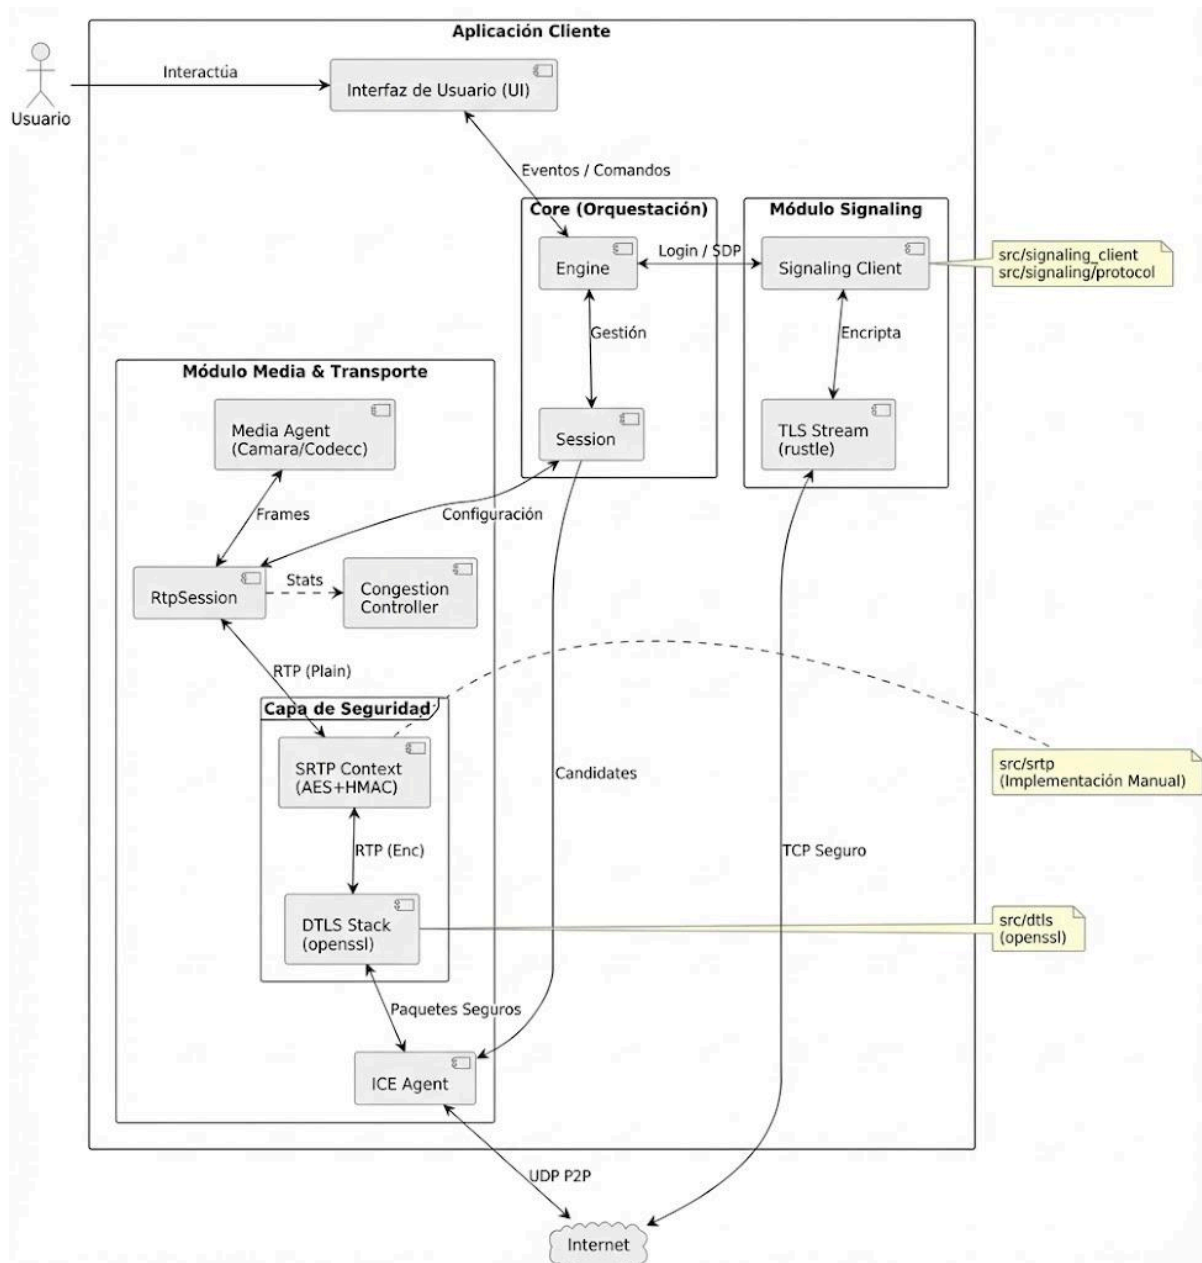 Aplicación Cliente
Interactúa
Usuario
Interfaz de Usuario (UI)
Eventos / Comandos
Core (Orquestación)
Módulo Signaling
Engine
Login / SDP
Signaling Client
src/signaling_client
src/signaling/protocol
Gestión
Encripta
Módulo Media & Transporte
Media Agent
(Camara/Codecc)
Session
TLS Stream
(rustle)
Frames
Configuración
RtpSession
Stats
Congestion
Controller
RTP (Plain)
Capa de Seguridad
SRTP Context
(AES+HMAC)
src/srtp
(Implementación Manual)
Candidates
RTP (Enc)
TCP Seguro
DTLS Stack
(openssl)
src/dtls
(openssl)
Paquetes Seguros
ICE Agent
UDP P2P
Internet